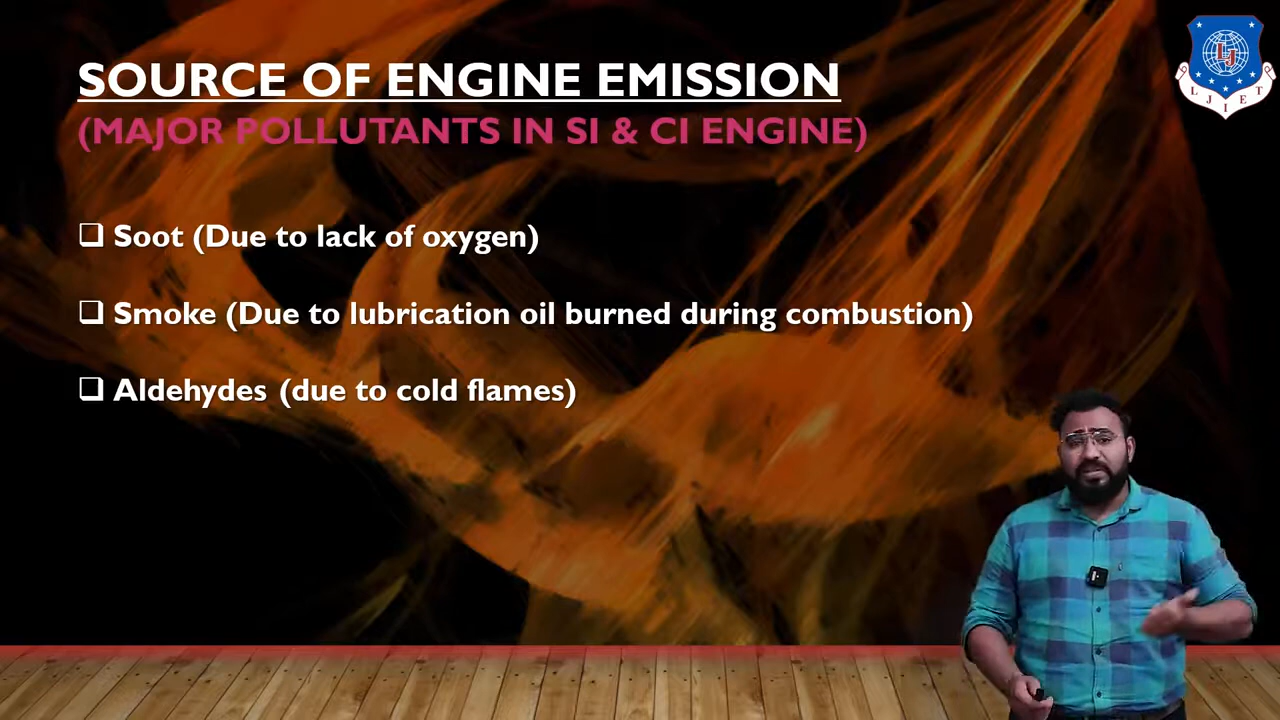 SOURCE OF ENGINE EMISSION
(MAJOR POLLUTANTS IN SI & CI ENGINE)
❑ Soot (Due to lack of oxygen)
❑ Smoke (Due to lubrication oil burned during combustion)
❑ Aldehydes (due to cold flames)
LJ
LJIET